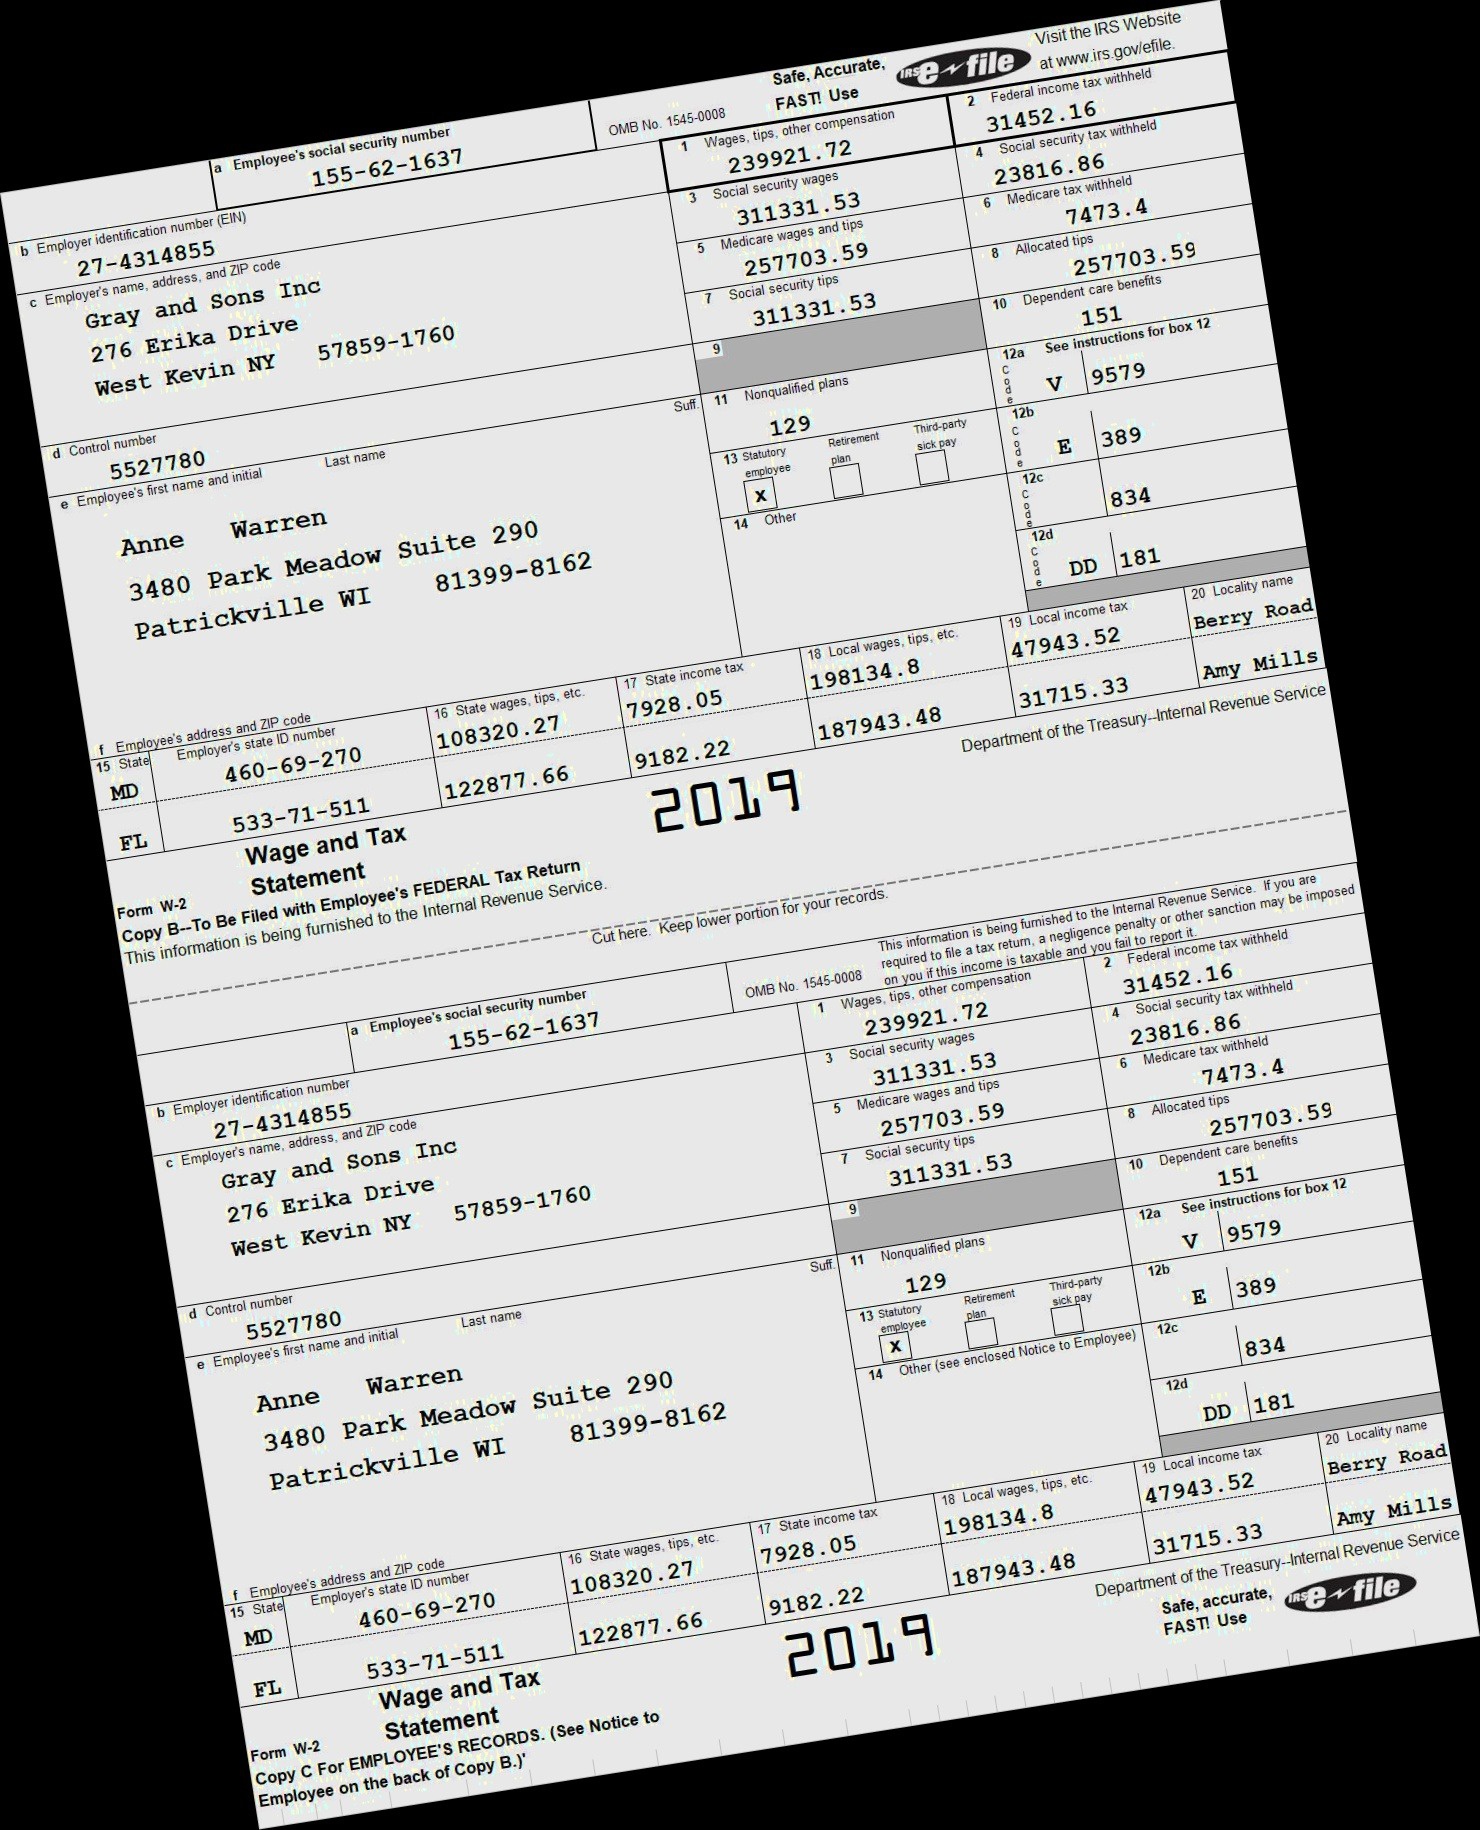 Safe, Accurate, FAST! Use IRS e-file Visit the IRS Website at www.irs.gov/efile.
a Employee's social security number
155-62-1637
OMB No. 1545-0008
1 Wages, tips, other compensation
239921.72
2 Federal income tax withheld
31452.16
3 Social security wages
311331.53
4 Social security tax withheld
23816.86
b Employer identification number (EIN)
27-4314855
5 Medicare wages and tips
257703.59
6 Medicare tax withheld
7473.4
c Employer's name, address, and ZIP code
Gray and Sons Inc
276 Erika Drive
West Kevin NY 57859-1760
7 Social security tips
311331.53
8 Allocated tips
257703.59
9
10 Dependent care benefits
151
d Control number
5527780
11 Nonqualified plans
129
12a See instructions for box 12
Code V 9579
12b
Code E 389
12c
Code 834
12d
Code DD 181
13 Statutory employee
x
Retirement plan
Third-party sick pay
14 Other
e Employee's first name and initial Last name Suff.
Anne Warren
3480 Park Meadow Suite 290
Patrickville WI 81399-8162
f Employee's address and ZIP code
15 State Employer's state ID number 16 State wages, tips, etc. 17 State income tax 18 Local wages, tips, etc. 19 Local income tax 20 Locality name
MD 460-69-270 108320.27 7928.05 198134.8 47943.52 Berry Road
FL 533-71-511 122877.66 9182.22 187943.48 31715.33 Amy Mills
Form W-2 Wage and Tax Statement 2019 Department of the Treasury--Internal Revenue Service
Copy B--To Be Filed with Employee's FEDERAL Tax Return
This information is being furnished to the Internal Revenue Service.
Cut here. Keep lower portion for your records.
This information is being furnished to the Internal Revenue Service. If you are
required to file a tax return, a negligence penalty or other sanction may be imposed
on you if this income is taxable and you fail to report it.
a Employee's social security number
155-62-1637
OMB No. 1545-0008
1 Wages, tips, other compensation
239921.72
2 Federal income tax withheld
31452.16
3 Social security wages
311331.53
4 Social security tax withheld
23816.86
b Employer identification number
27-4314855
5 Medicare wages and tips
257703.59
6 Medicare tax withheld
7473.4
c Employer's name, address, and ZIP code
Gray and Sons Inc
276 Erika Drive
West Kevin NY 57859-1760
7 Social security tips
311331.53
8 Allocated tips
257703.59
9
10 Dependent care benefits
151
d Control number
5527780
11 Nonqualified plans
129
12a See instructions for box 12
V 9579
12b
E 389
12c
834
12d
DD 181
13 Statutory employee
x
Retirement plan
Third-party sick pay
14 Other (see enclosed Notice to Employee)
e Employee's first name and initial Last name Suff.
Anne Warren
3480 Park Meadow Suite 290
Patrickville WI 81399-8162
f Employee's address and ZIP code
15 State Employer's state ID number 16 State wages, tips, etc. 17 State income tax 18 Local wages, tips, etc. 19 Local income tax 20 Locality name
MD 460-69-270 108320.27 7928.05 198134.8 47943.52 Berry Road
FL 533-71-511 122877.66 9182.22 187943.48 31715.33 Amy Mills
Form W-2 Wage and Tax Statement 2019 Department of the Treasury--Internal Revenue Service
Safe, accurate, FAST! Use IRS e-file
Copy C For EMPLOYEE'S RECORDS. (See Notice to
Employee on the back of Copy B.)'